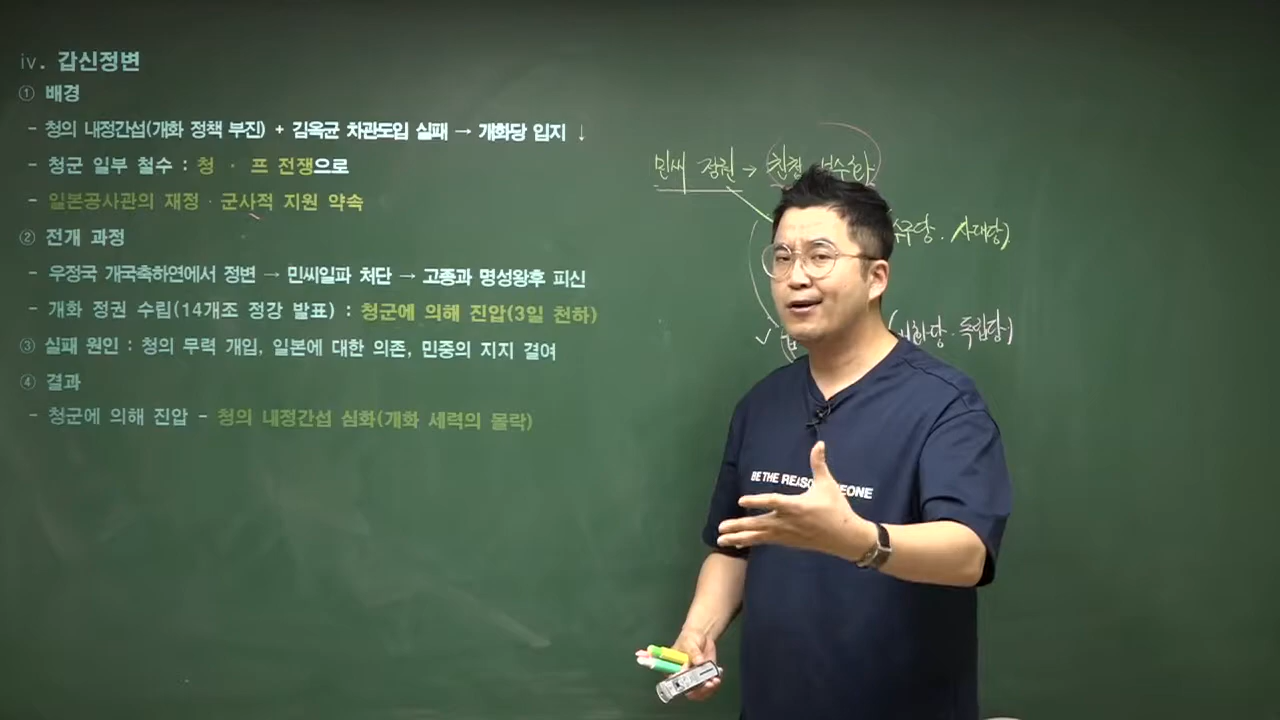 iv. 갑신정변
① 배경
- 청의 내정간섭(개화 정책 부진) + 김옥균 차관도입 실패 → 개화당 입지 ↓
- 청군 일부 철수 : 청 · 프 전쟁으로
- 일본공사관의 재정 · 군사적 지원 약속
② 전개 과정
- 우정국 개국축하연에서 정변 → 민씨일파 처단 → 고종과 명성왕후 피신
- 개화 정권 수립(14개조 정강 발표) : 청군에 의해 진압(3일 천하)
③ 실패 원인 : 청의 무력 개입, 일본에 대한 의존, 민중의 지지 결여
④ 결과
- 청군에 의해 진압 - 청의 내정간섭 심화(개화 세력의 몰락)
민씨 정권 →
수구당 · 사대당)
독립당)
BE THE REASO EONE